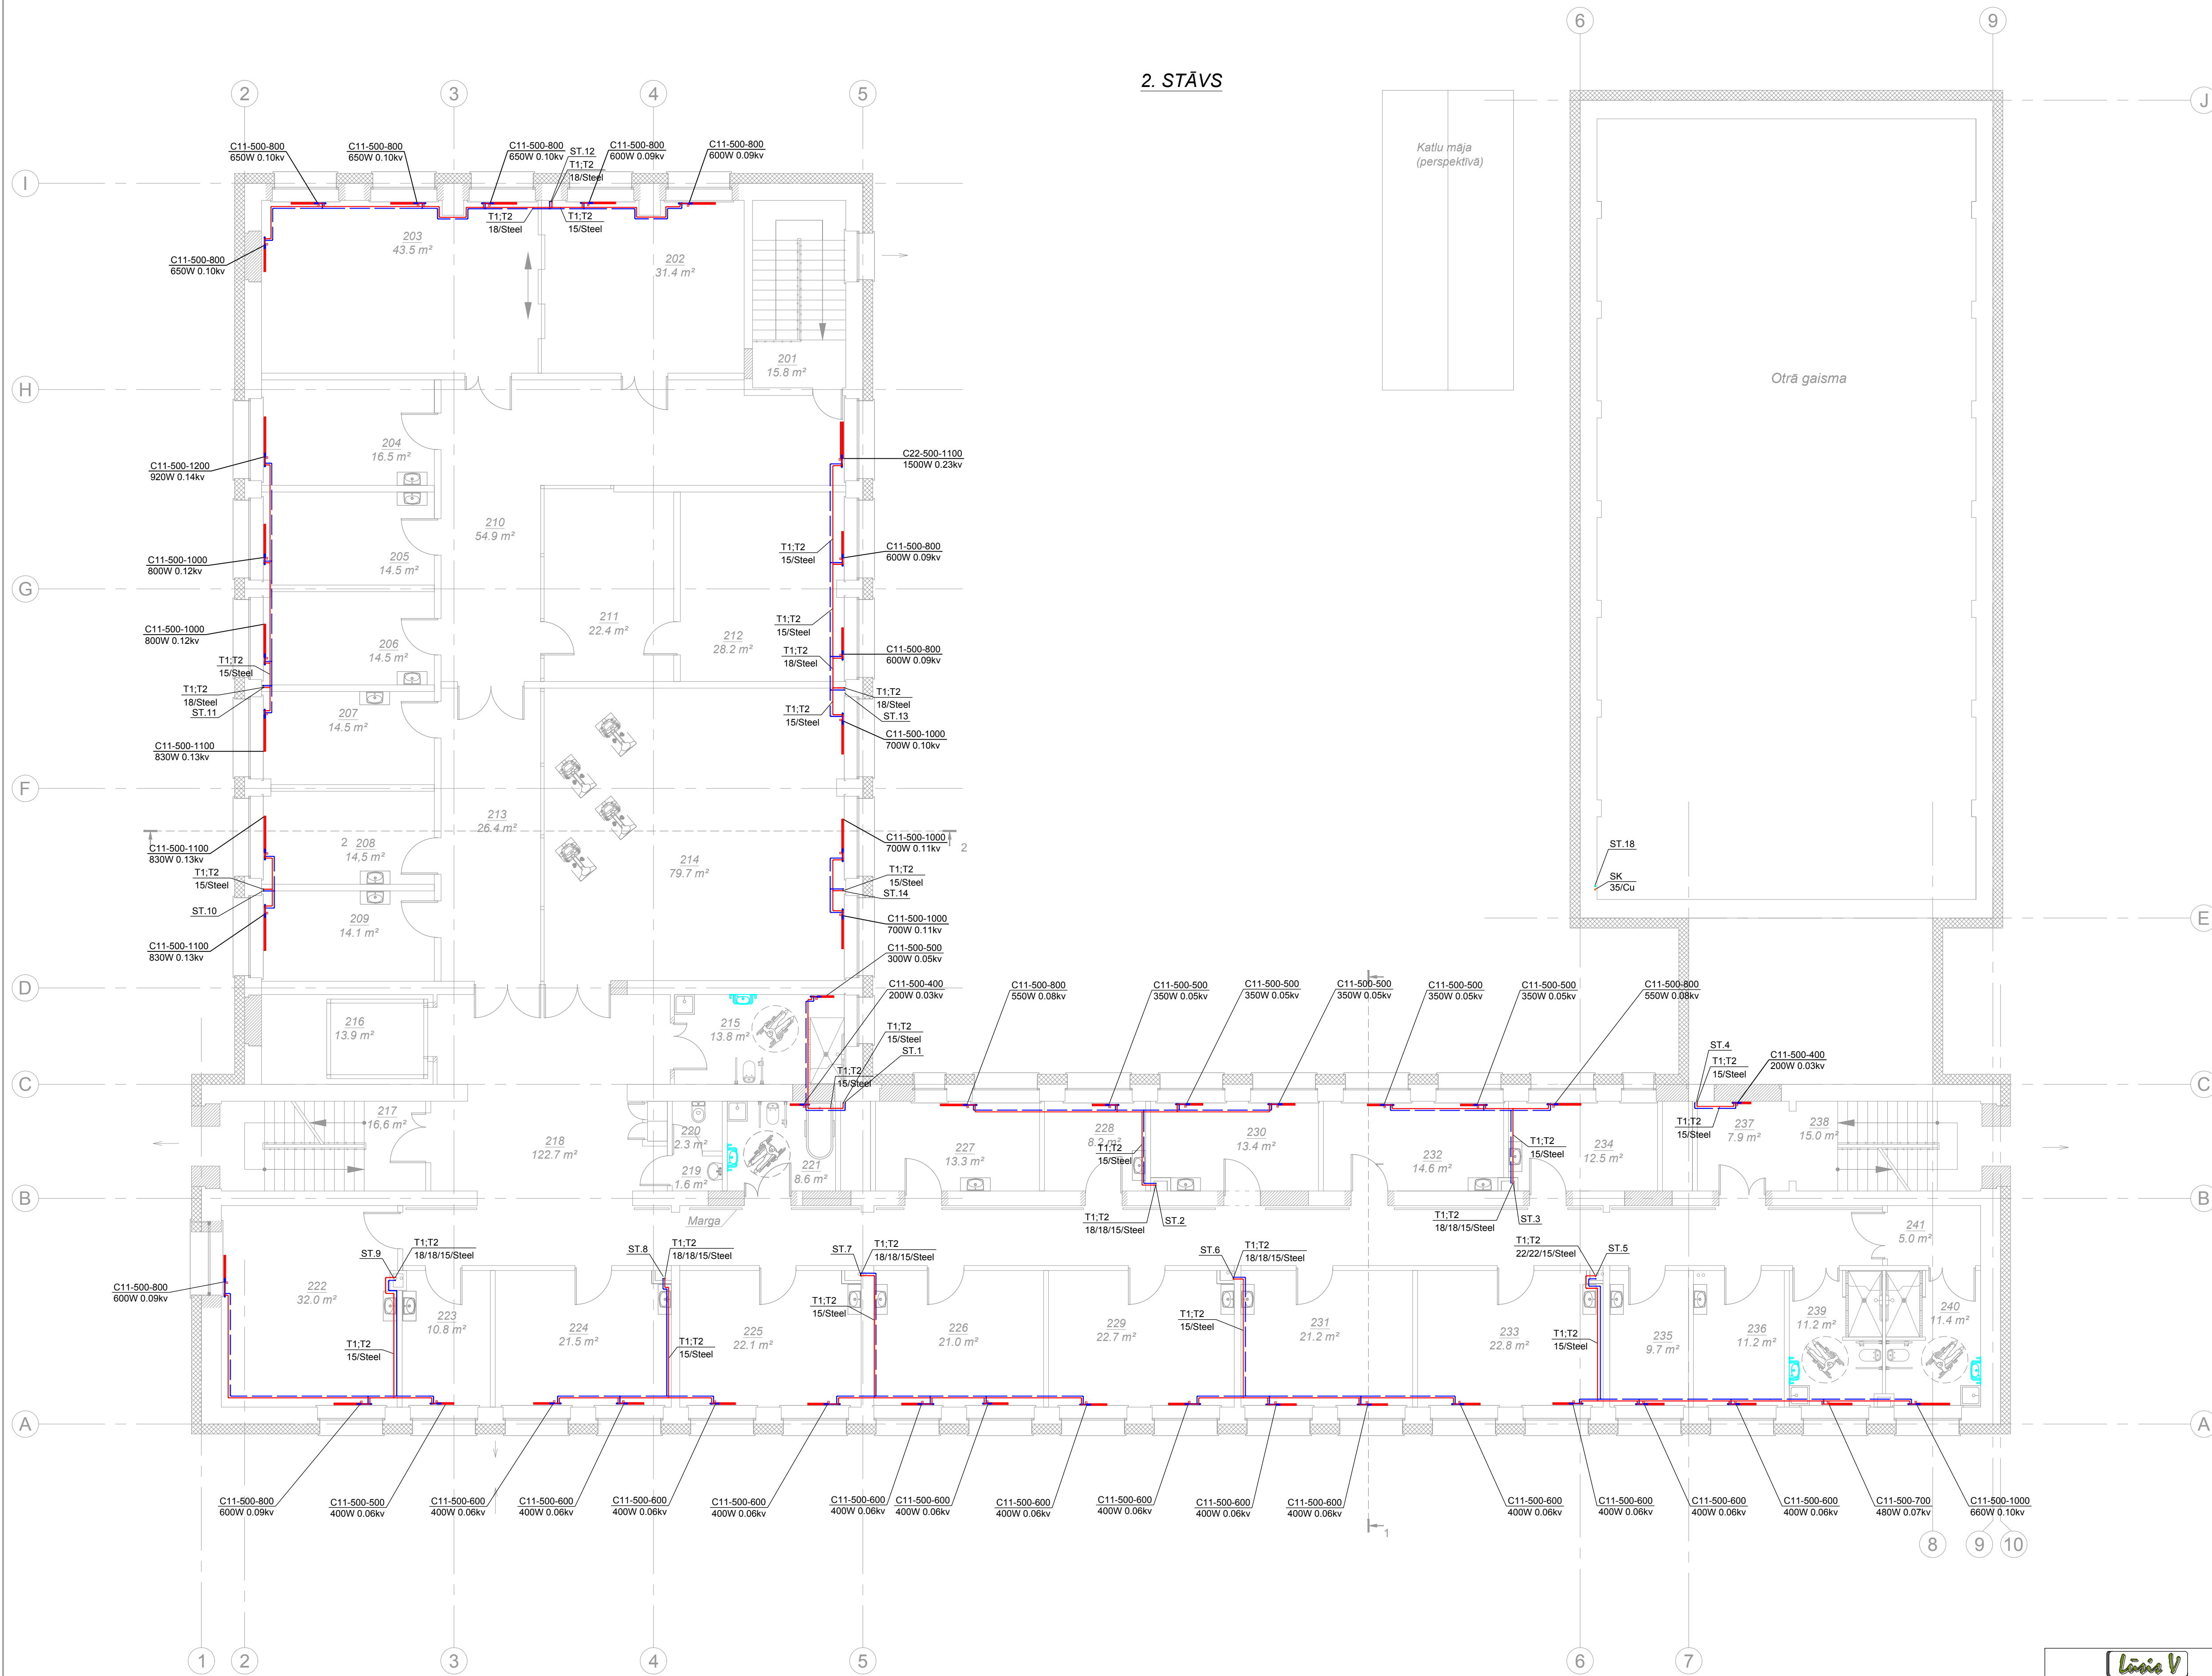 2. STĀVS
6
9
2
3
4
5
J
Katlu māja
(perspektīvā)
C11-500-800
650W 0.10kv
C11-500-800
650W 0.10kv
C11-500-800
650W 0.10kv
ST.12
T1;T2
18/Steel
C11-500-800
600W 0.09kv
C11-500-800
600W 0.09kv
I
T1;T2
18/Steel
T1;T2
15/Steel
203
43.5 m²
202
31.4 m²
C11-500-800
650W 0.10kv
201
15.8 m²
Otrā gaisma
H
204
16.5 m²
C11-500-1200
920W 0.14kv
C22-500-1100
1500W 0.23kv
210
54.9 m²
205
14.5 m²
C11-500-1000
800W 0.12kv
T1;T2
15/Steel
C11-500-800
600W 0.09kv
G
211
22.4 m²
212
28.2 m²
T1;T2
15/Steel
C11-500-1000
800W 0.12kv
206
14.5 m²
T1;T2
15/Steel
T1;T2
18/Steel
C11-500-800
600W 0.09kv
T1;T2
18/Steel
ST.11
207
14.5 m²
T1;T2
18/Steel
ST.13
T1;T2
15/Steel
C11-500-1100
830W 0.13kv
C11-500-1000
700W 0.10kv
F
213
26.4 m²
C11-500-1100
830W 0.13kv
2
208
14,5 m²
C11-500-1000
700W 0.11kv
2
214
79.7 m²
T1;T2
15/Steel
ST.10
T1;T2
15/Steel
ST.14
ST.18
SK
35/Cu
209
14.1 m²
C11-500-1100
830W 0.13kv
C11-500-1000
700W 0.11kv
E
C11-500-500
300W 0.05kv
D
C11-500-400
200W 0.03kv
C11-500-800
550W 0.08kv
C11-500-500
350W 0.05kv
C11-500-500
350W 0.05kv
C11-500-500
350W 0.05kv
C11-500-500
350W 0.05kv
C11-500-500
350W 0.05kv
C11-500-800
550W 0.08kv
216
13.9 m²
215
13.8 m²
T1;T2
15/Steel
ST.1
T1;T2
15/Steel
ST.4
T1;T2
15/Steel
C11-500-400
200W 0.03kv
C
C
217
16,6 m²
218
122.7 m²
220
2.3 m²
219
1.6 m²
221
8.6 m²
227
13.3 m²
228
8.2 m²
T1;T2
15/Steel
230
13.4 m²
232
14.6 m²
T1;T2
15/Steel
234
12.5 m²
T1;T2
15/Steel
237
7.9 m²
238
15.0 m²
B
B
Marga
T1;T2
18/18/15/Steel
ST.2
T1;T2
18/18/15/Steel
ST.3
241
5.0 m²
ST.9
T1;T2
18/18/15/Steel
ST.8
T1;T2
18/18/15/Steel
ST.7
T1;T2
18/18/15/Steel
ST.6
T1;T2
18/18/15/Steel
T1;T2
22/22/15/Steel
ST.5
C11-500-800
600W 0.09kv
222
32.0 m²
223
10.8 m²
224
21.5 m²
225
22.1 m²
T1;T2
15/Steel
226
21.0 m²
229
22.7 m²
T1;T2
15/Steel
231
21.2 m²
233
22.8 m²
T1;T2
15/Steel
235
9.7 m²
236
11.2 m²
239
11.2 m²
240
11.4 m²
T1;T2
15/Steel
T1;T2
15/Steel
A
A
C11-500-800
600W 0.09kv
C11-500-500
400W 0.06kv
C11-500-600
400W 0.06kv
C11-500-600
400W 0.06kv
C11-500-600
400W 0.06kv
C11-500-600
400W 0.06kv
C11-500-600
400W 0.06kv
C11-500-600
400W 0.06kv
C11-500-600
400W 0.06kv
C11-500-600
400W 0.06kv
C11-500-600
400W 0.06kv
C11-500-600
400W 0.06kv
C11-500-600
400W 0.06kv
C11-500-600
400W 0.06kv
C11-500-600
400W 0.06kv
C11-500-600
400W 0.06kv
C11-500-700
480W 0.07kv
C11-500-1000
660W 0.10kv
1
8
9
10
1
2
3
4
5
6
7
Lūsis V